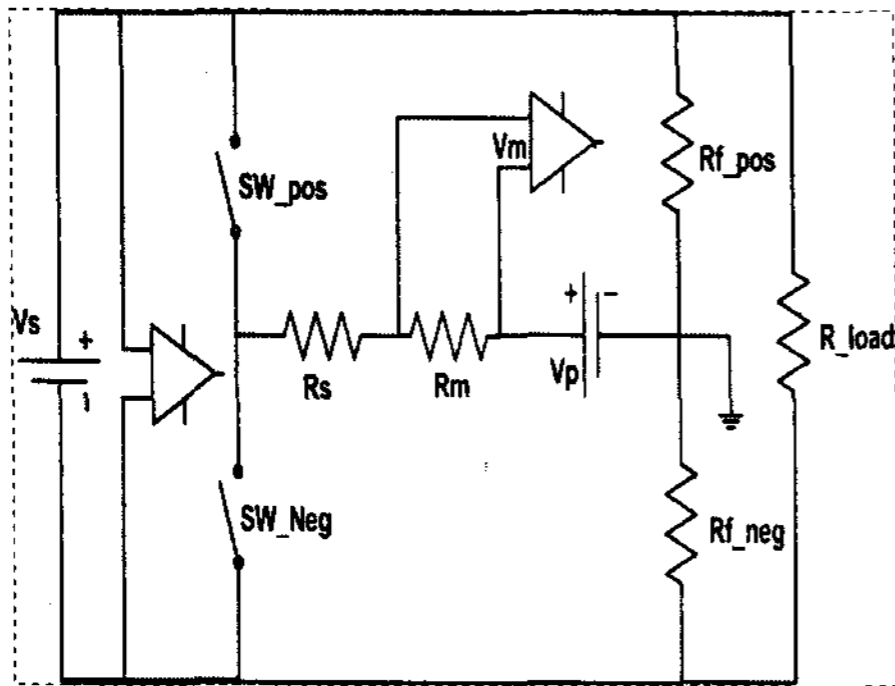 Vm
Rf_pos
SW_pos
+ -
Vs
+
-
R_load
Rs
Rm
Vp
SW_Neg
Rf_neg